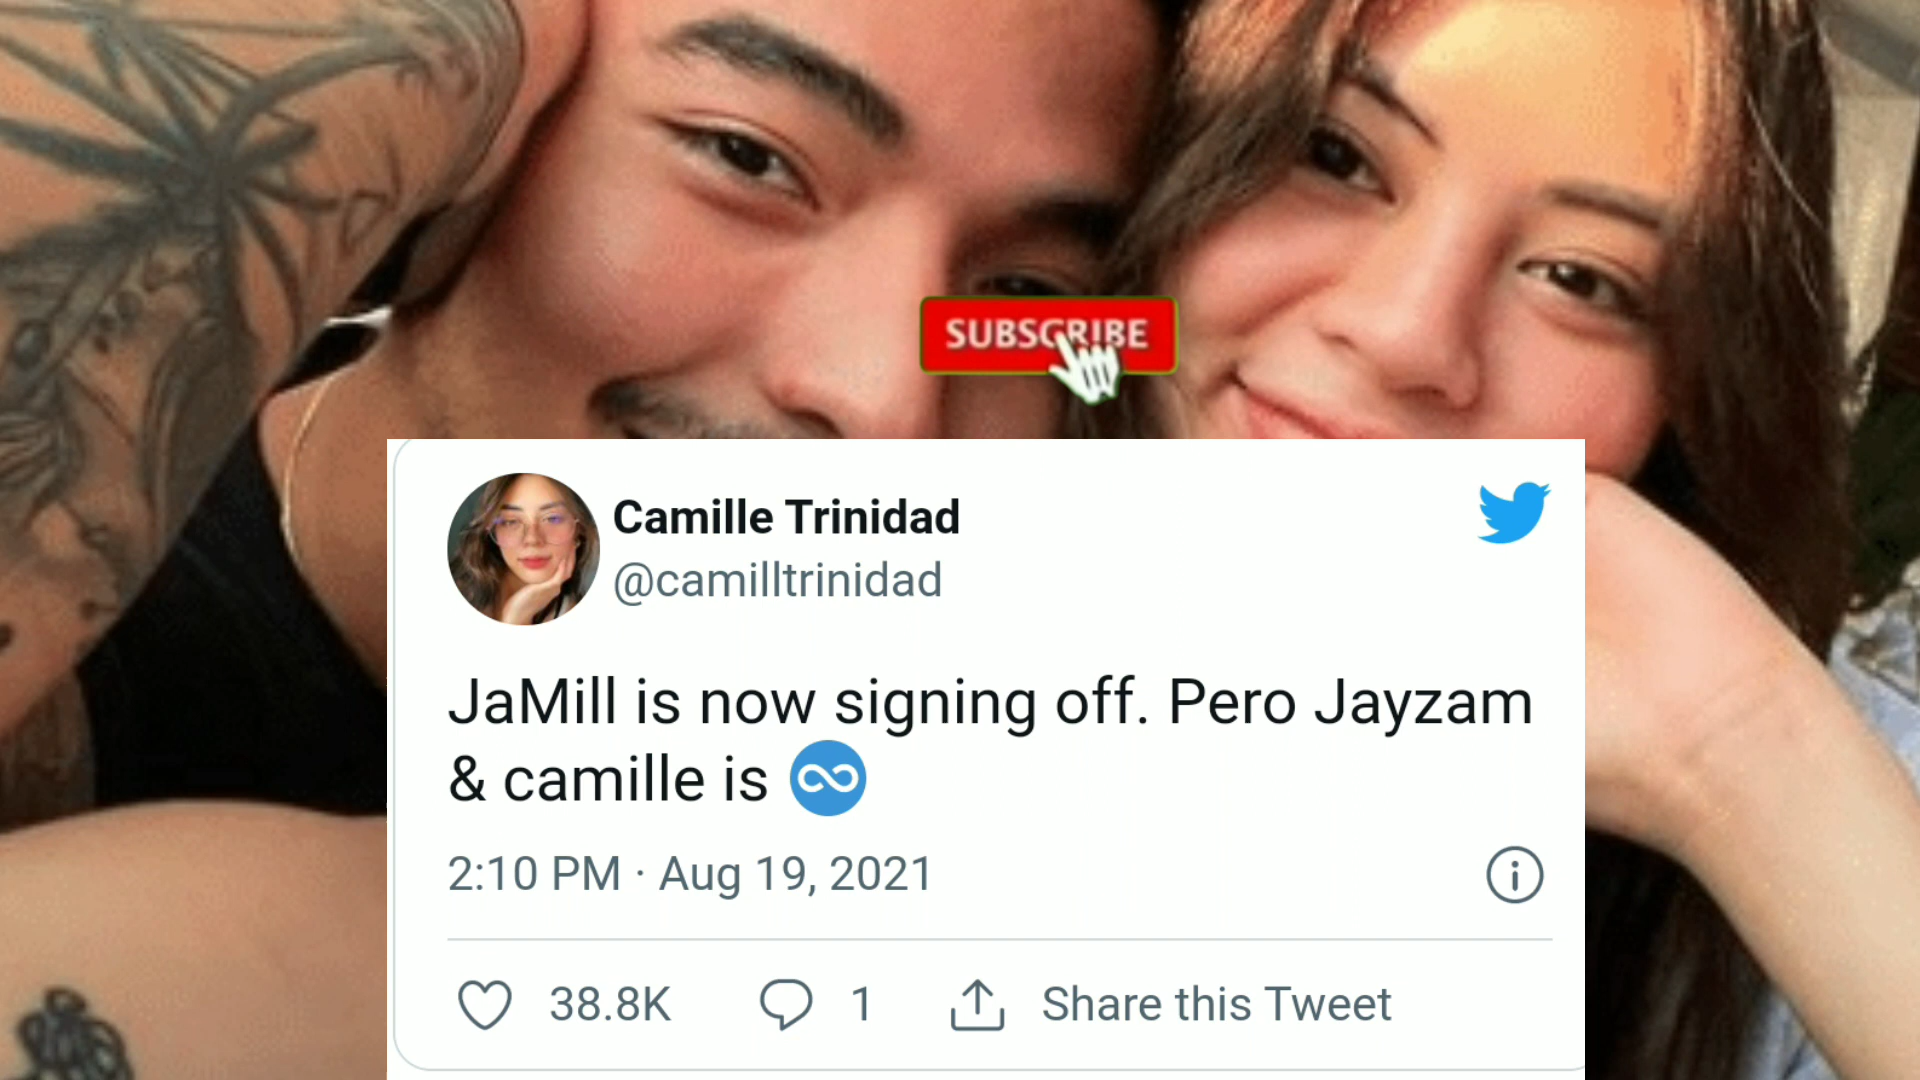 SUBSCRIBE
Camille Trinidad
@camilltrinidad
JaMill is now signing off. Pero Jayzam
& camille is ♾
2:10 PM · Aug 19, 2021
38.8K 1 Share this Tweet